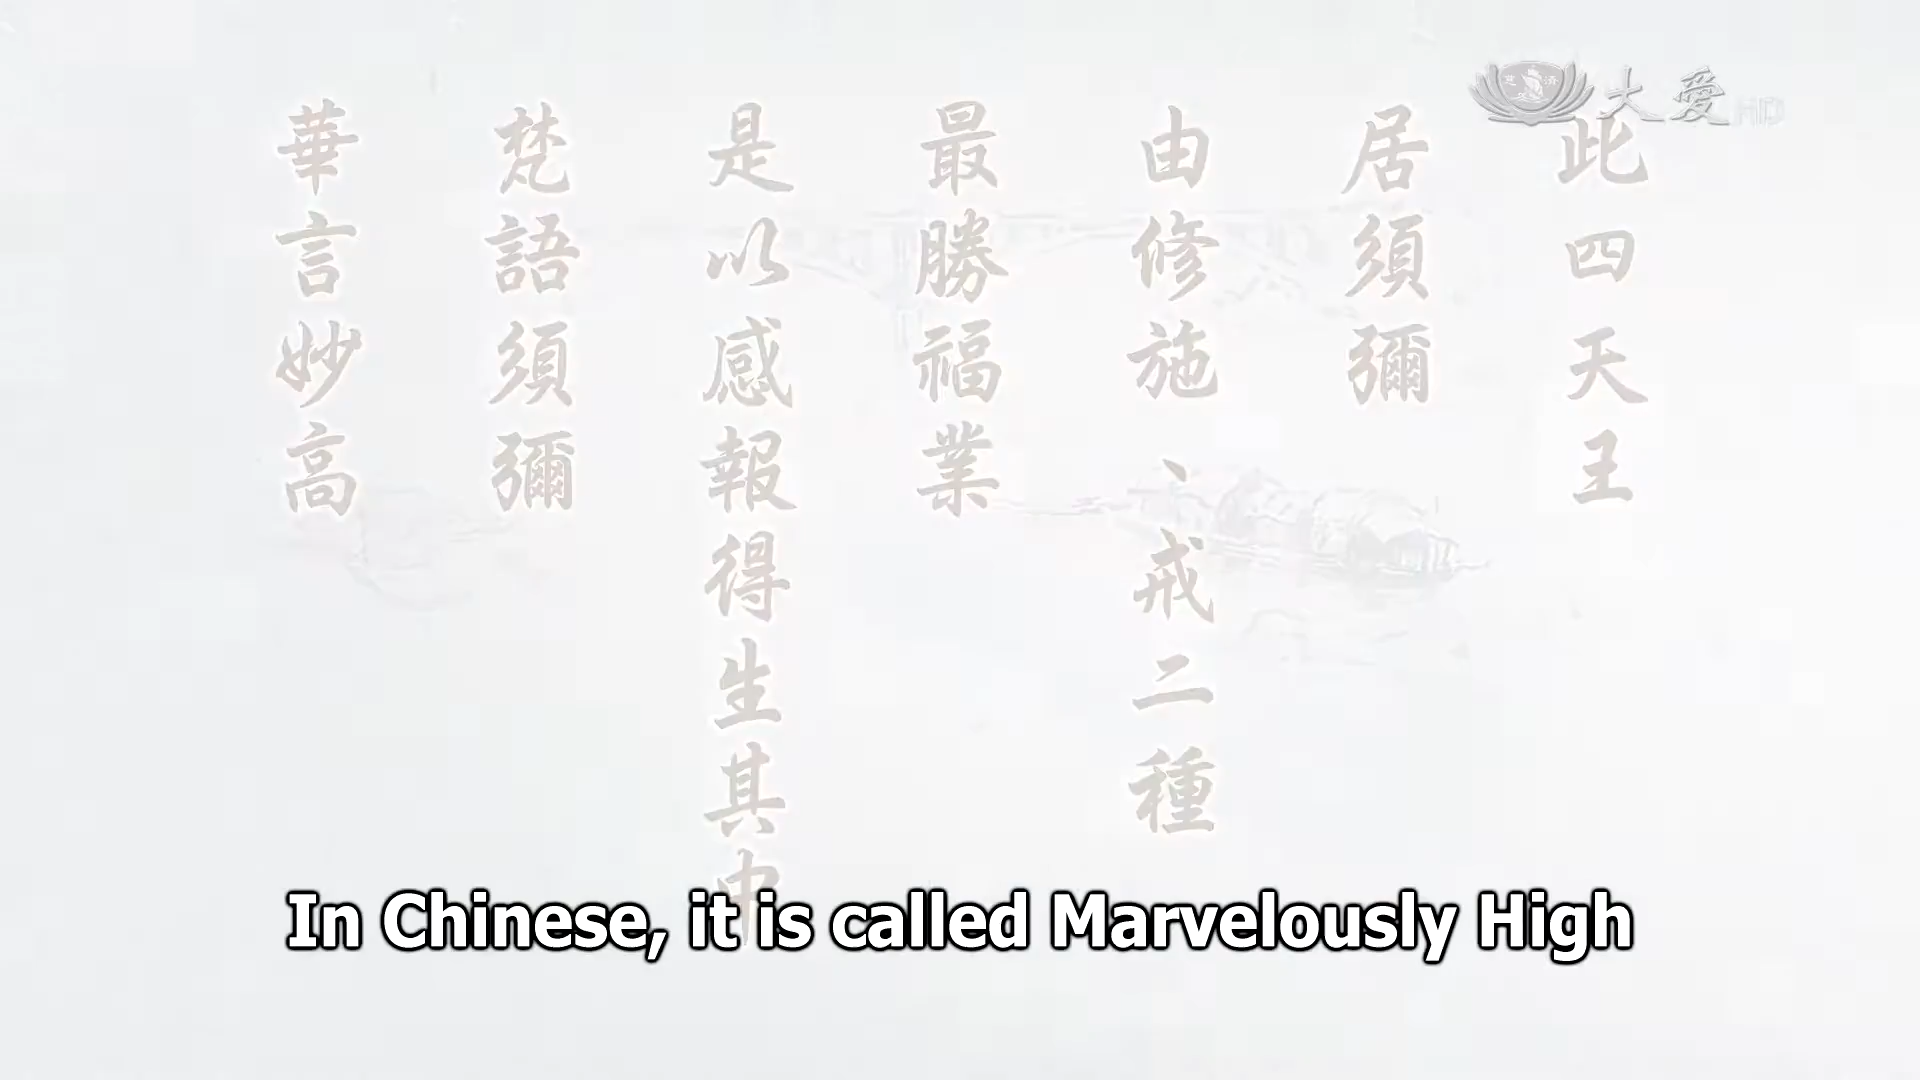 大愛HD
此四天王
居須彌
由修施、戒二種
最勝福業
是以感報得生其中
梵語須彌
華言妙高
In Chinese, it is called Marvelously High